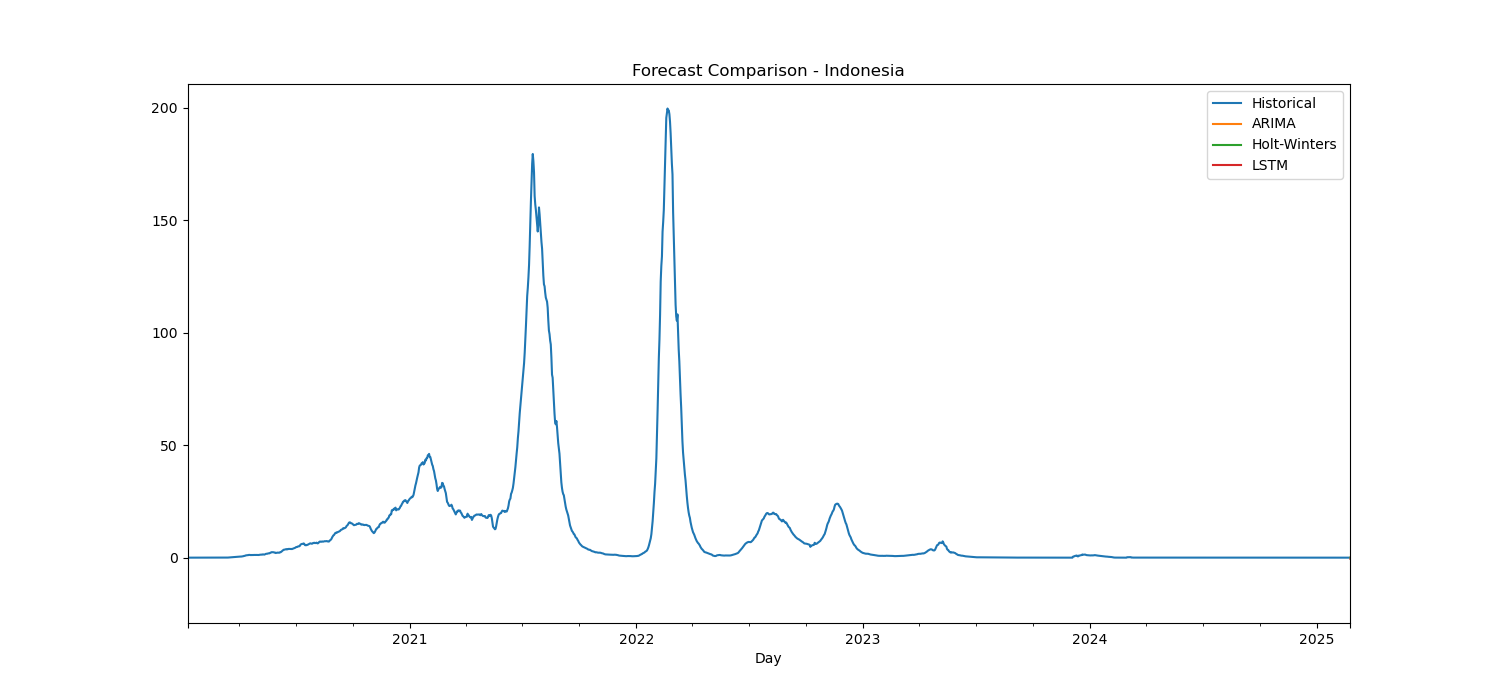 Forecast Comparison - Indonesia
Historical
ARIMA
Holt-Winters
LSTM
200
150
100
50
0
2021 2022 2023 2024 2025
Day